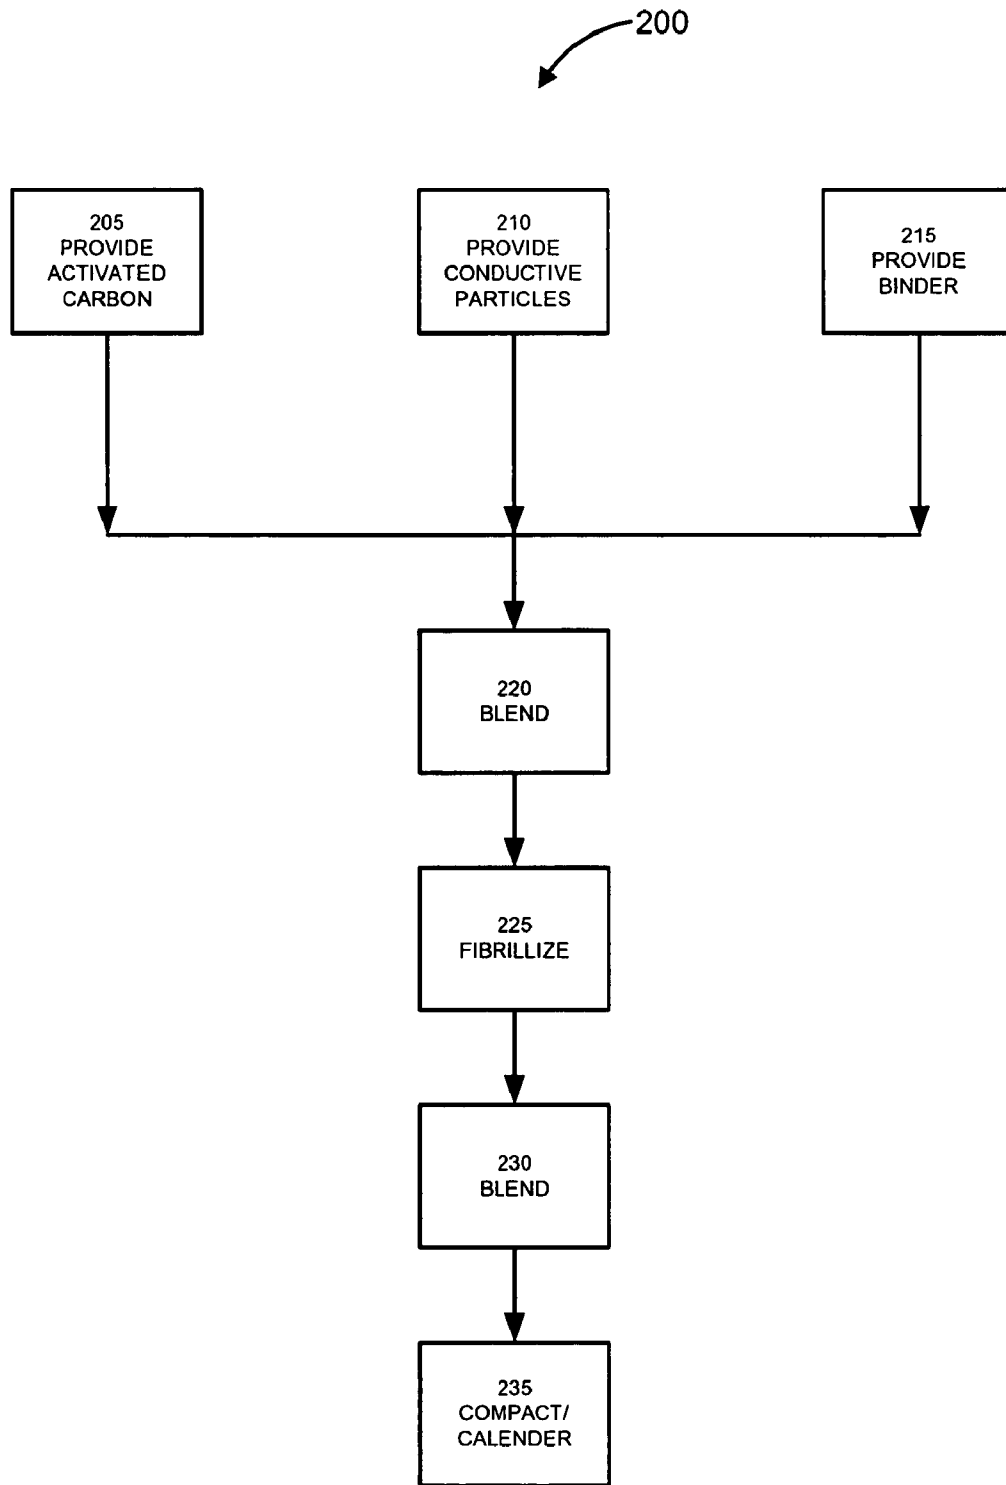 200
205
PROVIDE
ACTIVATED
CARBON
210
PROVIDE
CONDUCTIVE
PARTICLES
215
PROVIDE
BINDER
220
BLEND
225
FIBRILLIZE
230
BLEND
235
COMPACT/
CALENDER